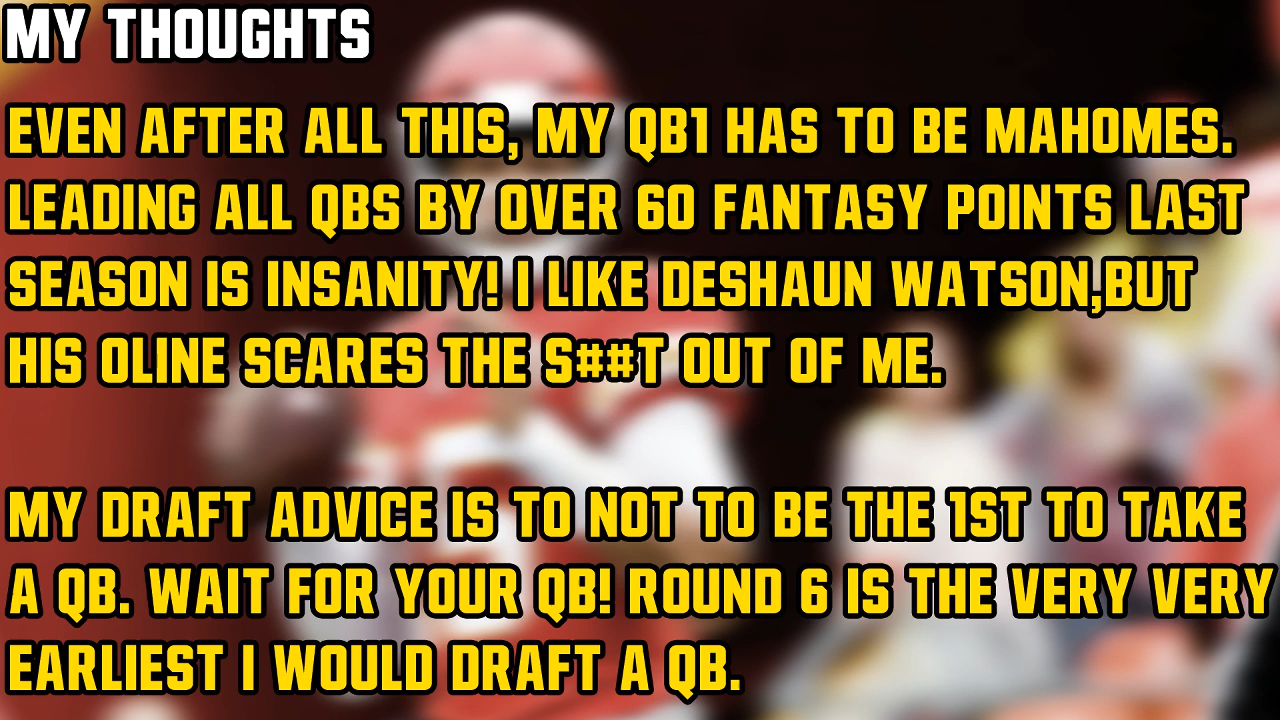 MY THOUGHTS
EVEN AFTER ALL THIS, MY QB1 HAS TO BE MAHOMES.
LEADING ALL QBS BY OVER 60 FANTASY POINTS LAST
SEASON IS INSANITY! I LIKE DESHAUN WATSON,BUT
HIS OLINE SCARES THE S##T OUT OF ME.
MY DRAFT ADVICE IS TO NOT TO BE THE 1ST TO TAKE
A QB. WAIT FOR YOUR QB! ROUND 6 IS THE VERY VERY
EARLIEST I WOULD DRAFT A QB.